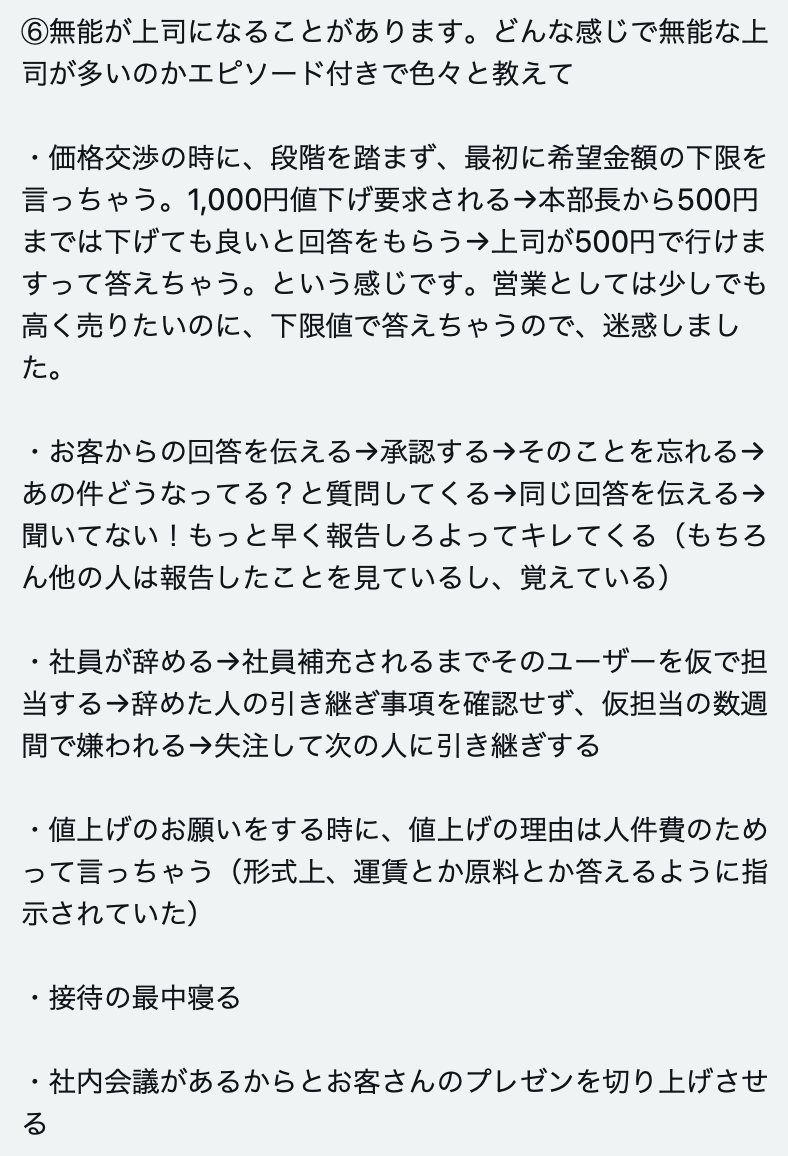 ⑥無能が上司になることがあります。どんな感じで無能な上
司が多いのかエピソード付きで色々と教えて
・価格交渉の時に、段階を踏まず、最初に希望金額の下限を
言っちゃう。1,000円値下げ要求される→本部長から500円
までは下げても良いと回答をもらう→上司が500円で行けま
すって答えちゃう。という感じです。営業としては少しでも
高く売りたいのに、下限値で答えちゃうので、迷惑しまし
た。
・お客からの回答を伝える→承認する→そのことを忘れる→
あの件どうなってる？と質問してくる→同じ回答を伝える→
聞いてない！もっと早く報告しろよってキレてくる（もちろ
ん他の人は報告したことを見ているし、覚えている）
・社員が辞める→社員補充されるまでそのユーザーを仮で担
当する→辞めた人の引き継ぎ事項を確認せず、仮担当の数週
間で嫌われる→失注して次の人に引き継ぎする
・値上げのお願いをする時に、値上げの理由は人件費のため
って言っちゃう（形式上、運賃とか原料とか答えるように指
示されていた）
・接待の最中寝る
・社内会議があるからとお客さんのプレゼンを切り上げさせ
る